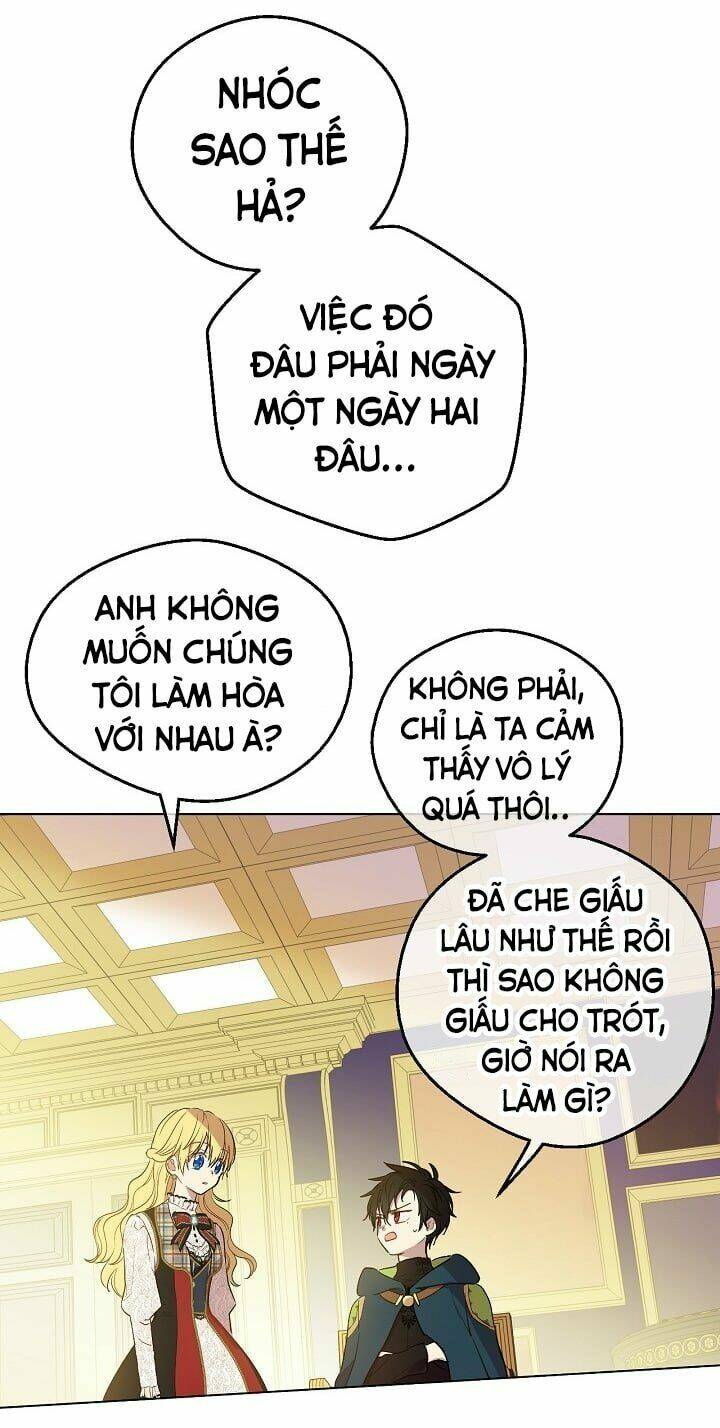 NHÓC
SAO THẾ
HẢ?
VIỆC ĐÓ
ĐÂU PHẢI NGÀY
MỘT NGÀY HAI
ĐÂU...
ANH KHÔNG
MUỐN CHÚNG
TÔI LÀM HÒA
VỚI NHAU À?
KHÔNG PHẢI,
CHỈ LÀ TA CẢM
THẤY VÔ LÝ
QUÁ THÔI..
ĐÃ CHE GIẤU
LÂU NHƯ THẾ RỒI
THÌ SAO KHÔNG
GIẤU CHO TRÓT,
GIỜ NÓI RA
LÀM GÌ?